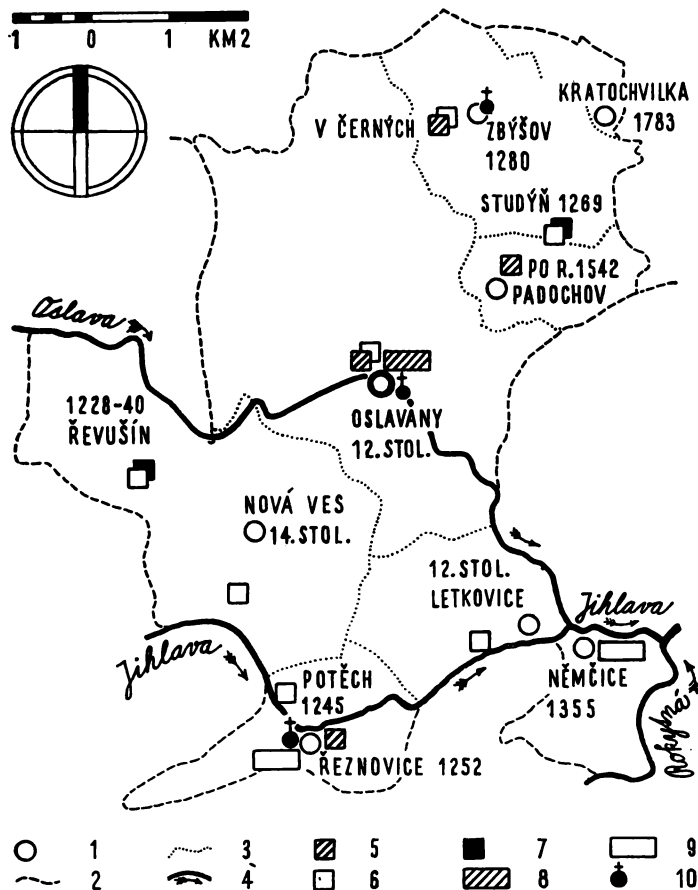 1 0 1 KM 2
KRATOCHVILKA
1783
V ČERNÝCH
ZBÝŠOV
1280
STUDÝŇ 1269
PO R. 1542
PADOCHOV
Oslava
1228-40
ŘEVUŠÍN
OSLAVANY
12. STOL.
NOVÁ VES
14. STOL.
12. STOL.
LETKOVICE
Jihlava
Jihlava
POTĚCH
1245
NĚMČICE
1355
Rokytná
ŘEZNOVICE 1252
1 3 5 7 9
2 4 6 8 10